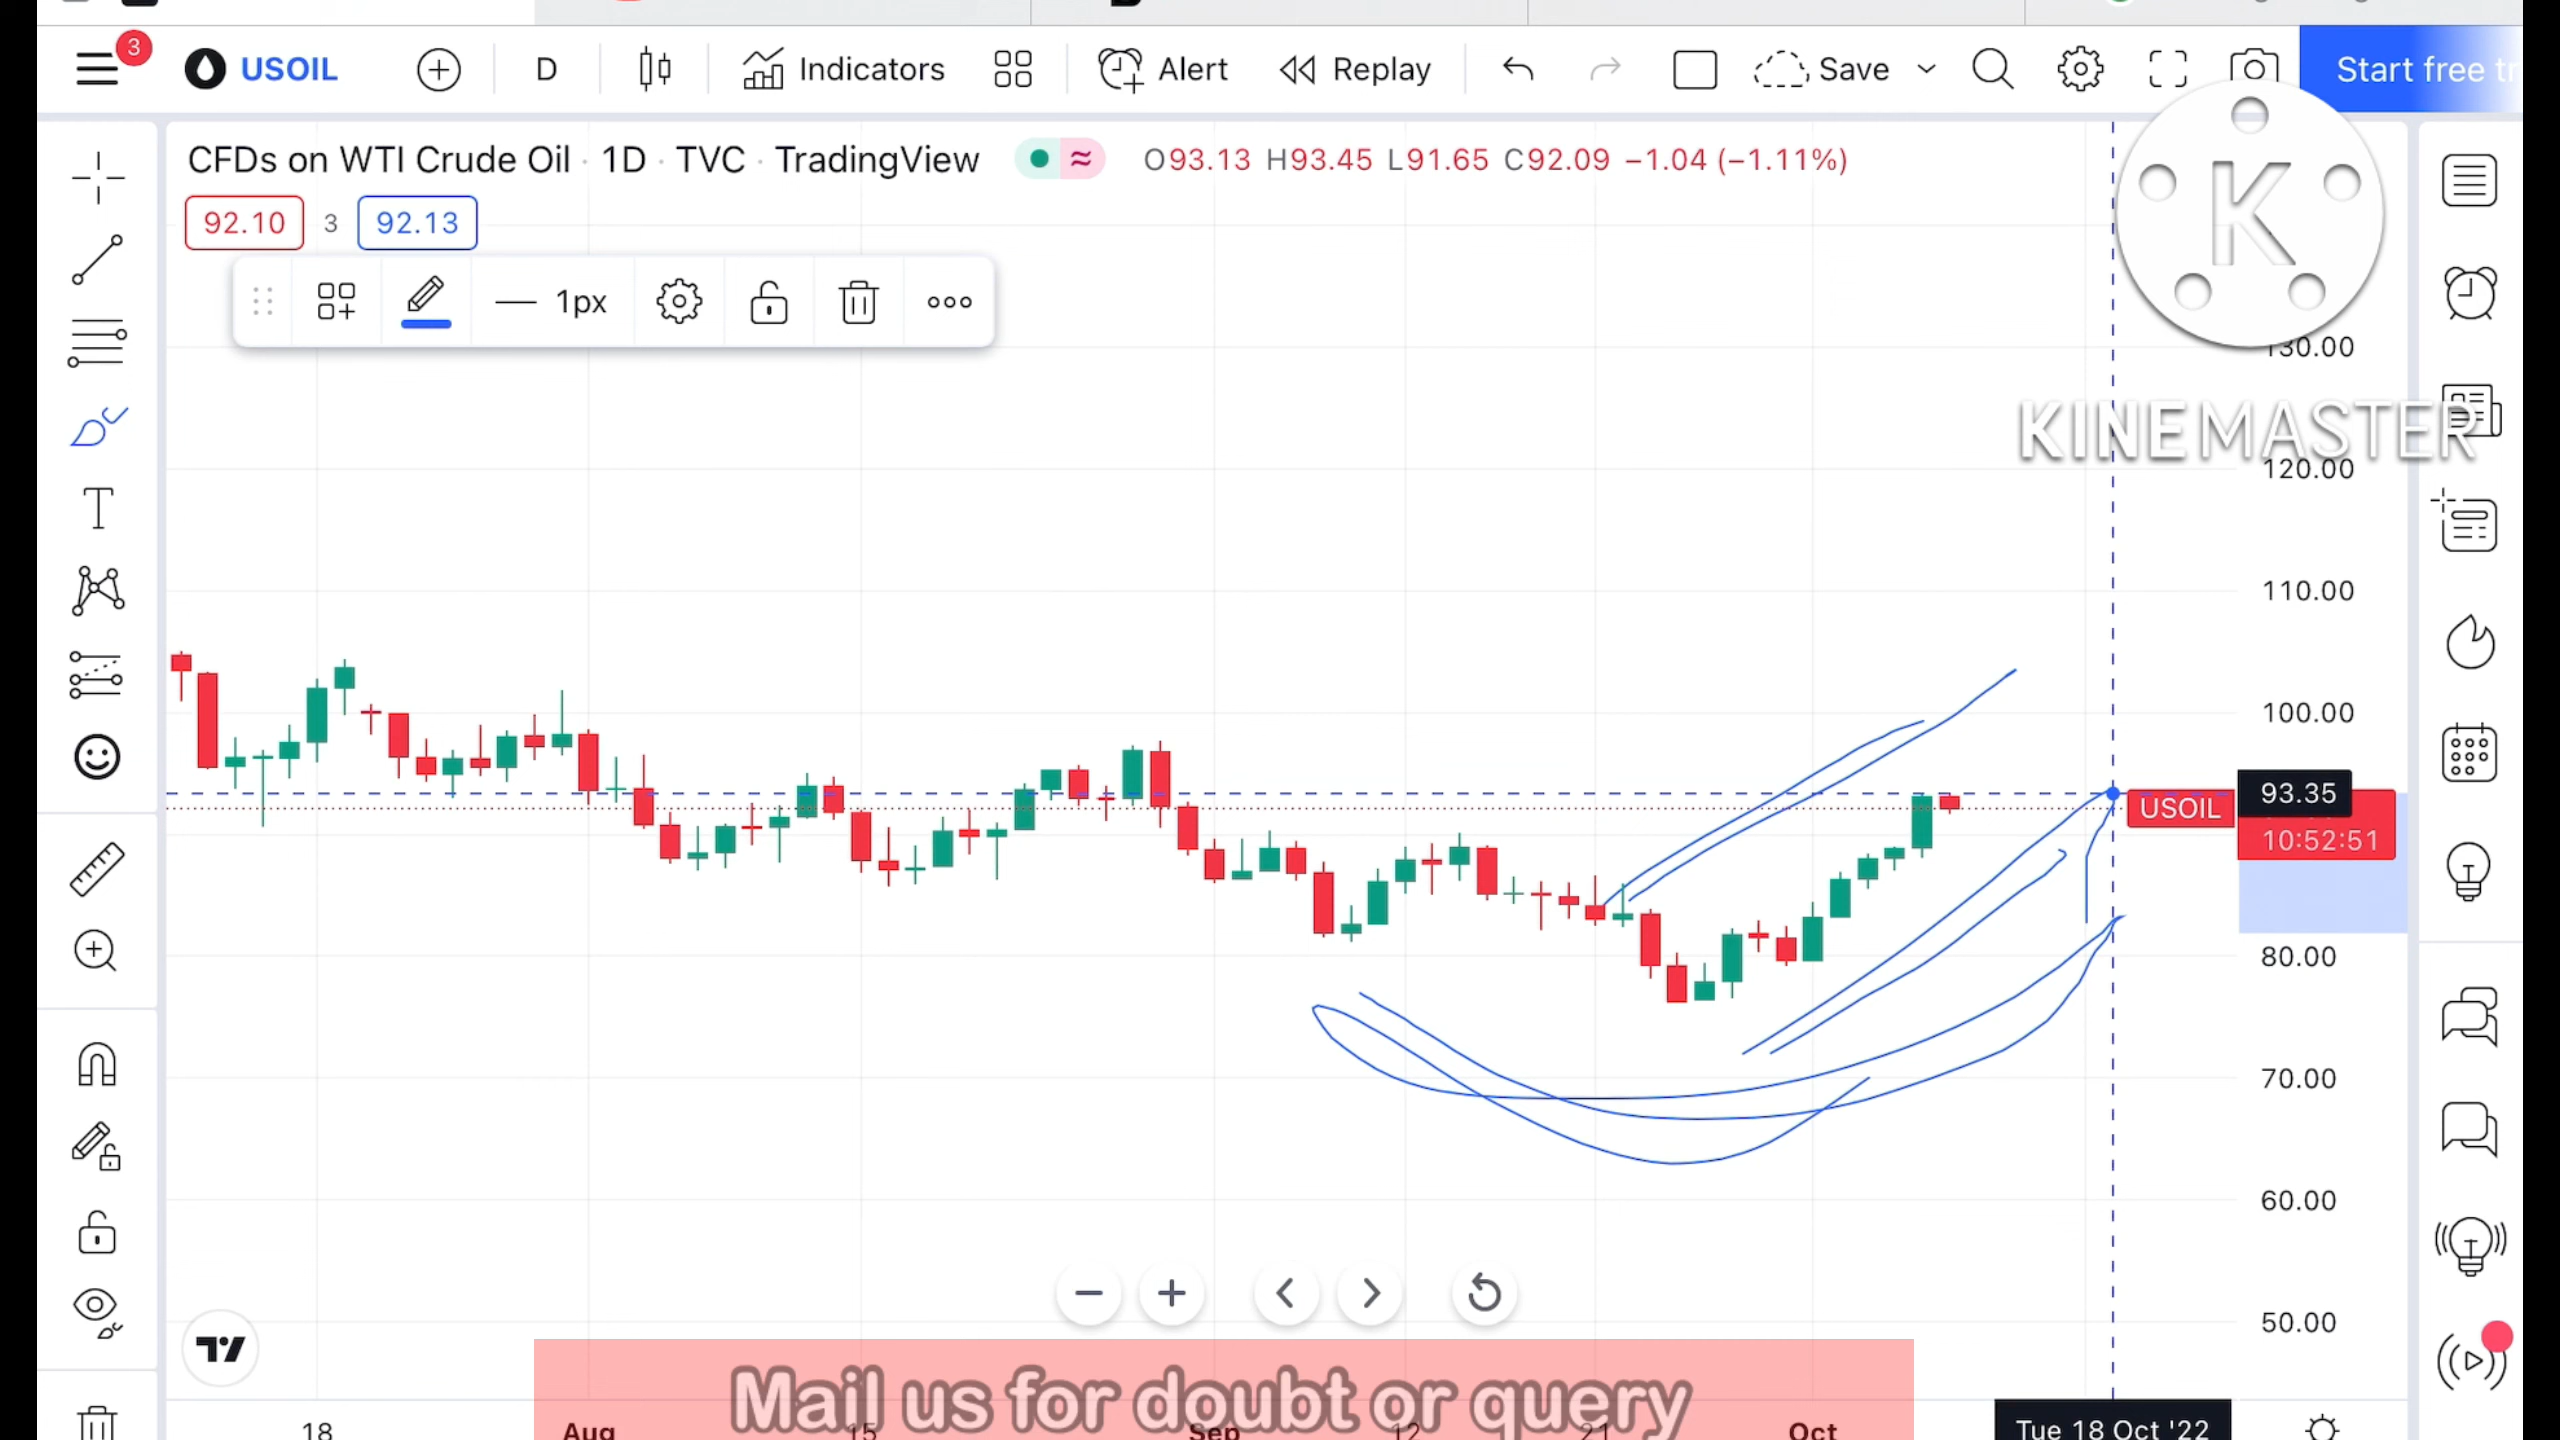 3
USOIL
D
Indicators
Alert
Replay
Save
Start free
CFDs on WTI Crude Oil · 1D · TVC · TradingView
≈
O93.13 H93.45 L91.65 C92.09 −1.04 (−1.11%)
92.10
3
92.13
1px
K
KINEMASTER
T
130.00
120.00
110.00
100.00
93.35
USOIL
10:52:51
80.00
70.00
60.00
50.00
Mail us for doubt or query
18
Aug
15
Sep
12
21
Oct
Tue 18 Oct '22